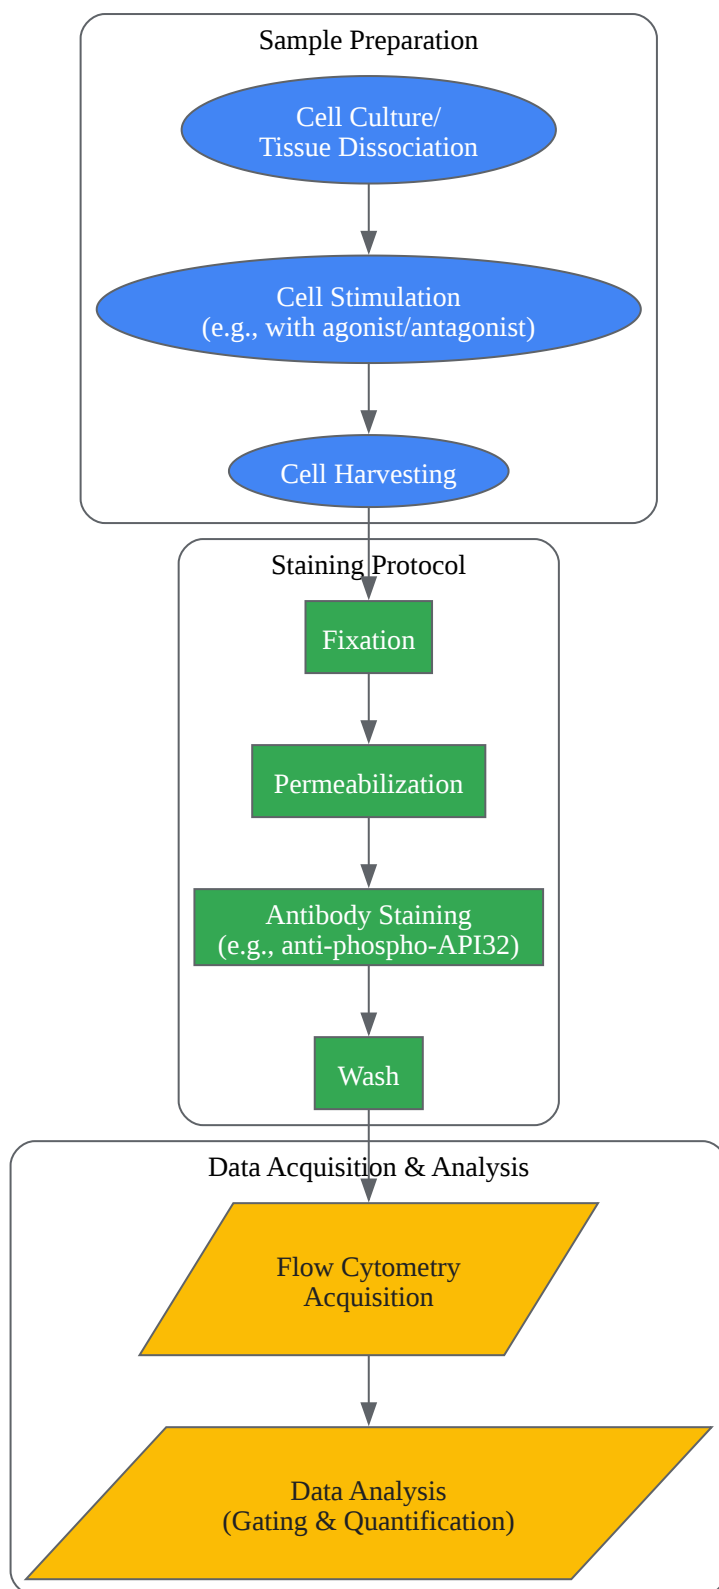 Sample Preparation
Cell Culture/
Tissue Dissociation
Cell Stimulation
(e.g., with agonist/antagonist)
Cell Harvesting
Staining Protocol
Fixation
Permeabilization
Antibody Staining
(e.g., anti-phospho-API32)
Wash
Data Acquisition & Analysis
Flow Cytometry
Acquisition
Data Analysis
(Gating & Quantification)